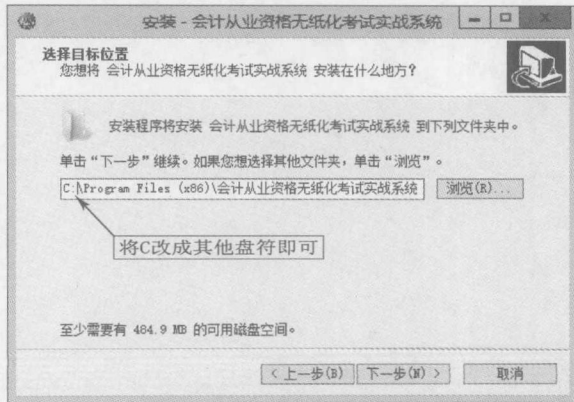 安装 - 会计从业资格无纸化考试实战系统
选择目标位置
您想将 会计从业资格无纸化考试实战系统 安装在什么地方?
安装程序将安装 会计从业资格无纸化考试实战系统 到下列文件夹中。
单击“下一步”继续。如果您想选择其他文件夹，单击“浏览”。
C:\Program Files (x86)\会计从业资格无纸化考试实战系统 浏览(R)...
将C改成其他盘符即可
至少需要有 484.9 MB 的可用磁盘空间。
< 上一步(B) 下一步(N) > 取消